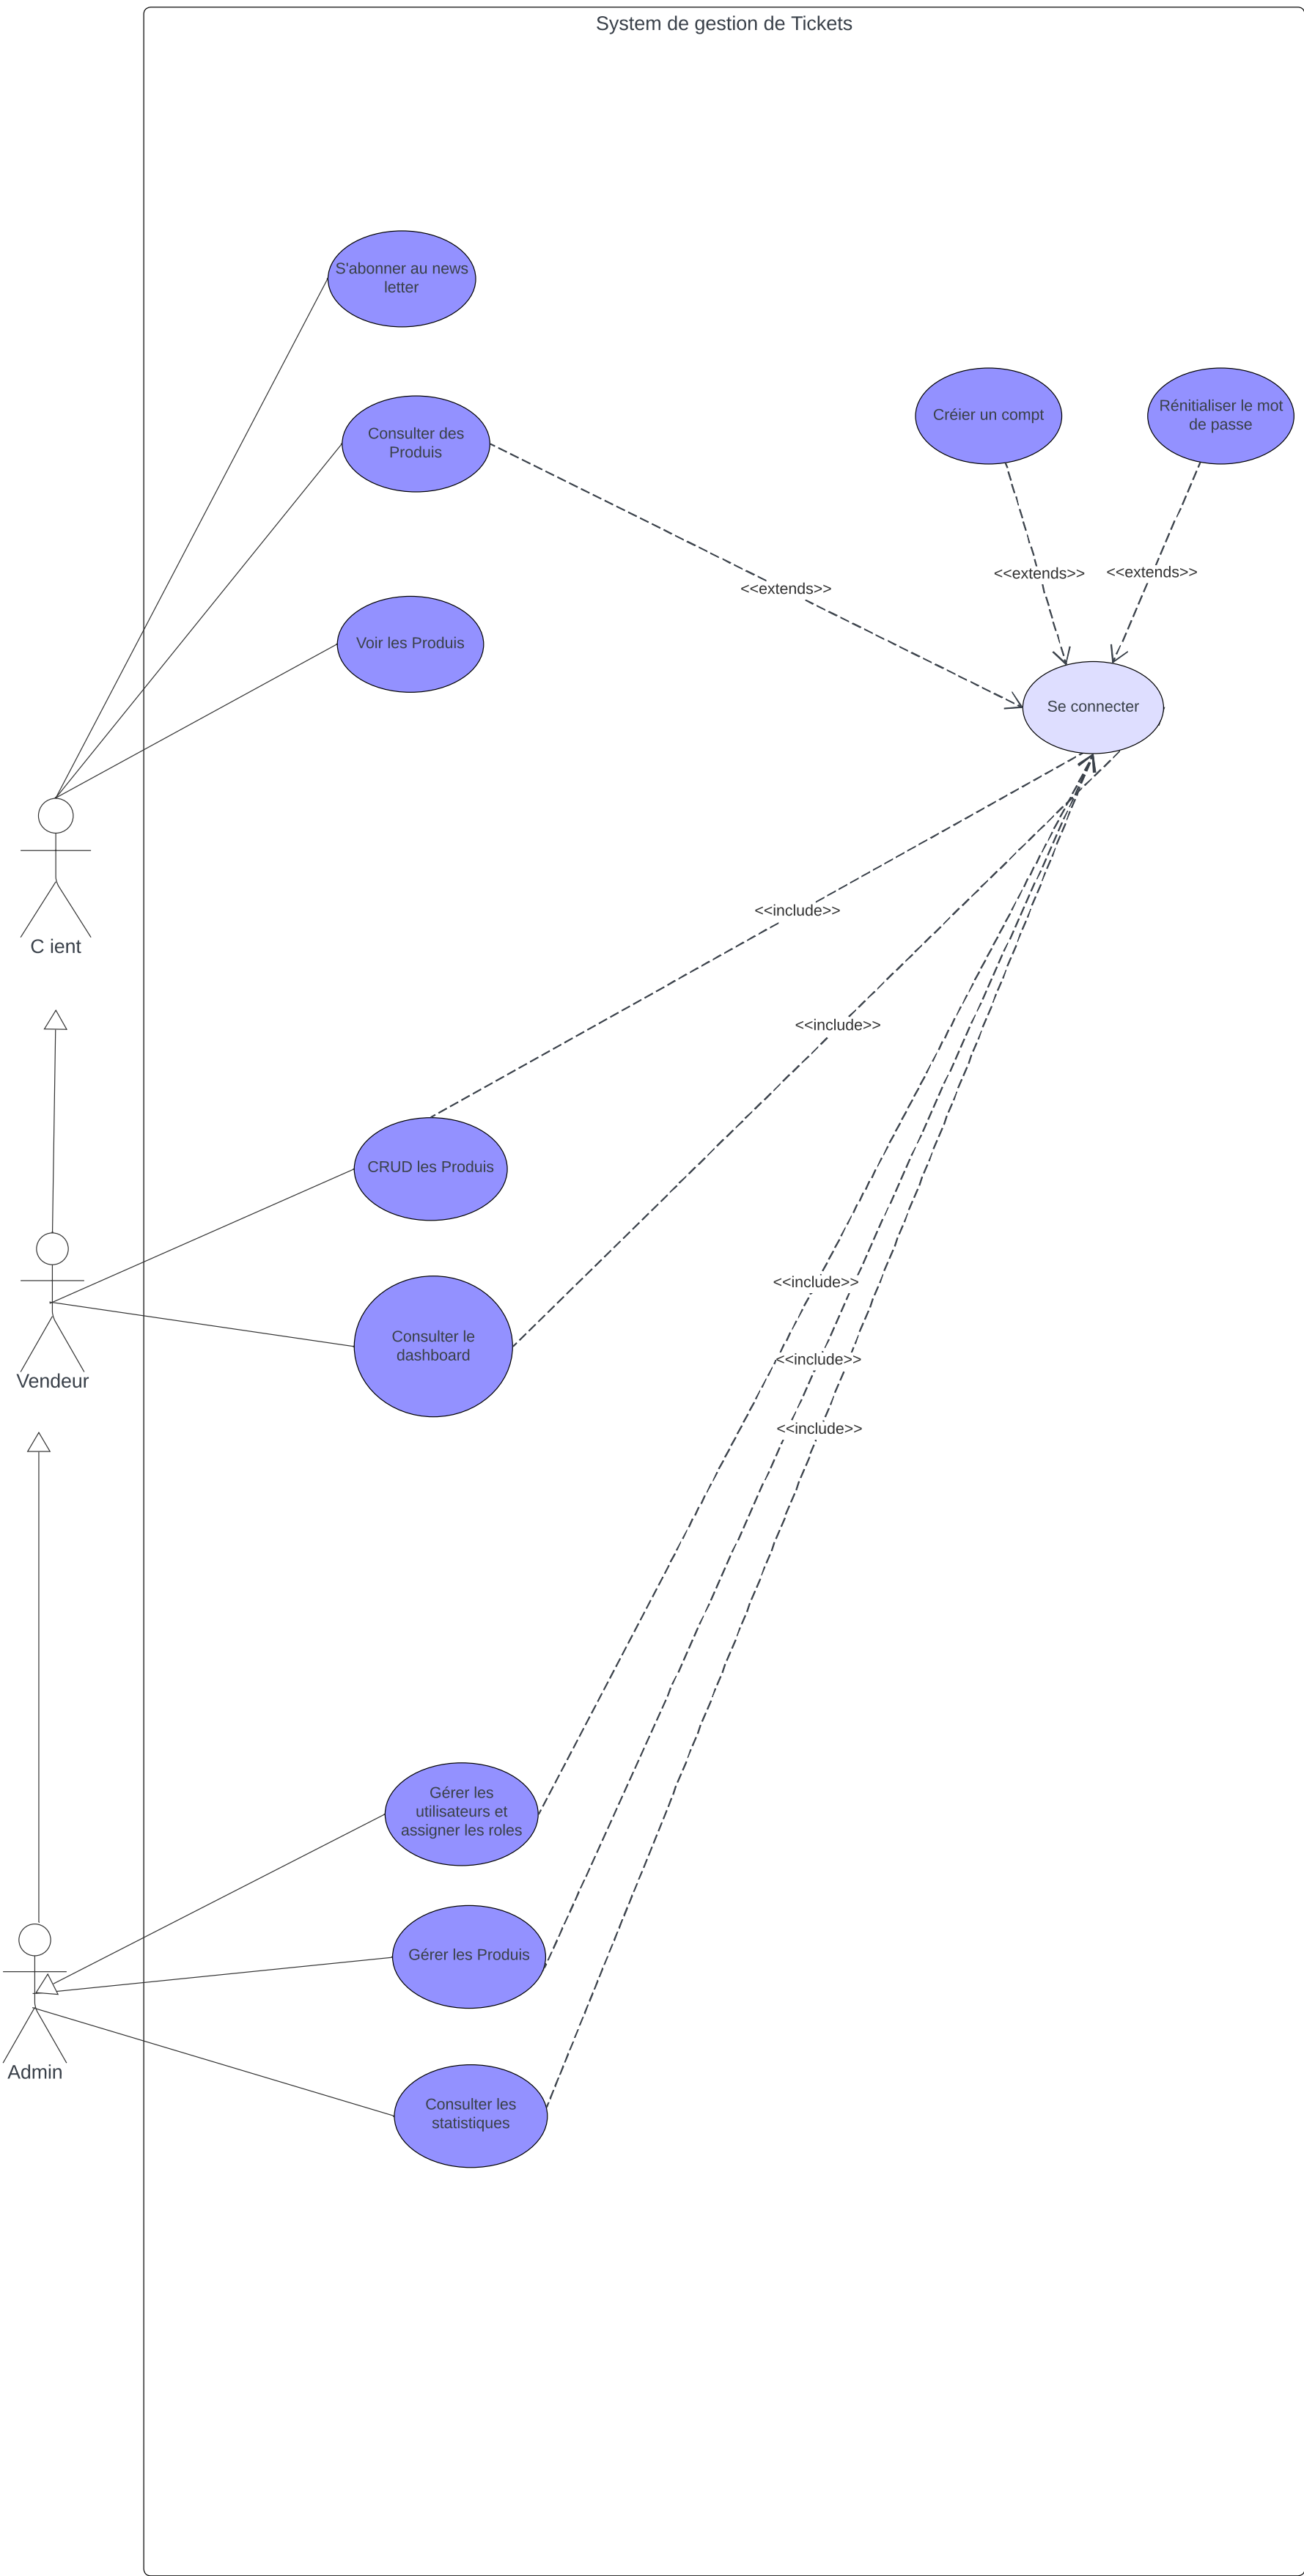 System de gestion de Tickets
S'abonner au news
letter
Consulter des
Produis
Créier un compt
Rénitialiser le mot
de passe
<<extends>>
<<extends>>
<<extends>>
Voir les Produis
Se connecter
C ient
<<include>>
<<include>>
CRUD les Produis
<<include>>
Consulter le
dashboard
<<include>>
Vendeur
<<include>>
Gérer les
utilisateurs et
assigner les roles
Gérer les Produis
Admin
Consulter les
statistiques